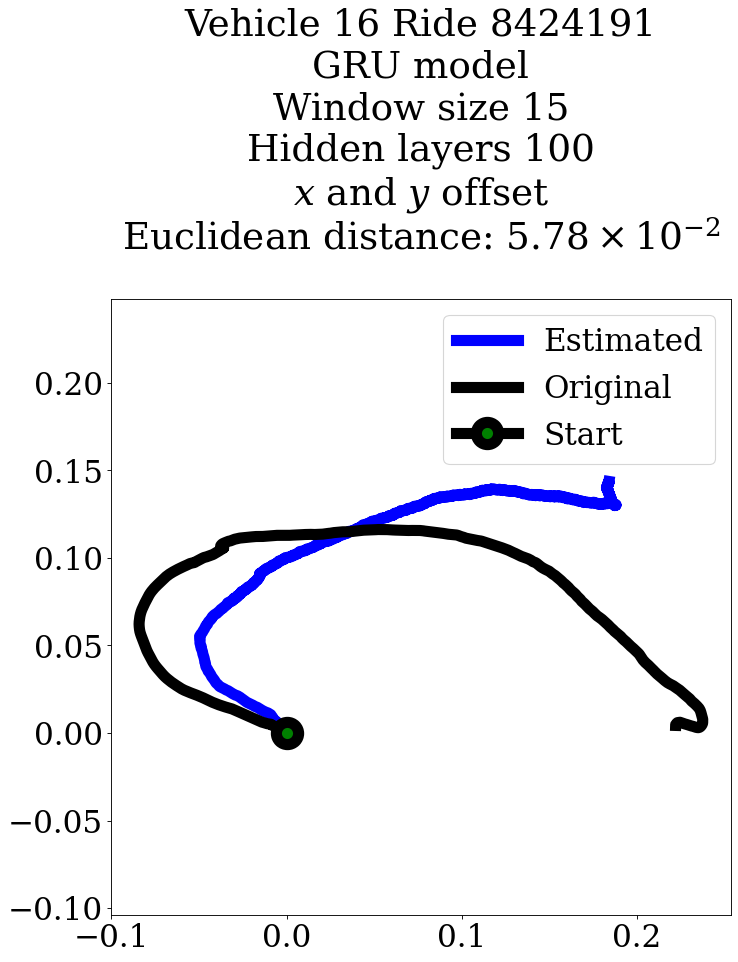 Vehicle 16 Ride 8424191
GRU model
Window size 15
Hidden layers 100
x and y offset
Euclidean distance: 5.78 × 10⁻²
Estimated
Original
Start
0.20
0.15
0.10
0.05
0.00
−0.05
−0.10
−0.1 0.0 0.1 0.2